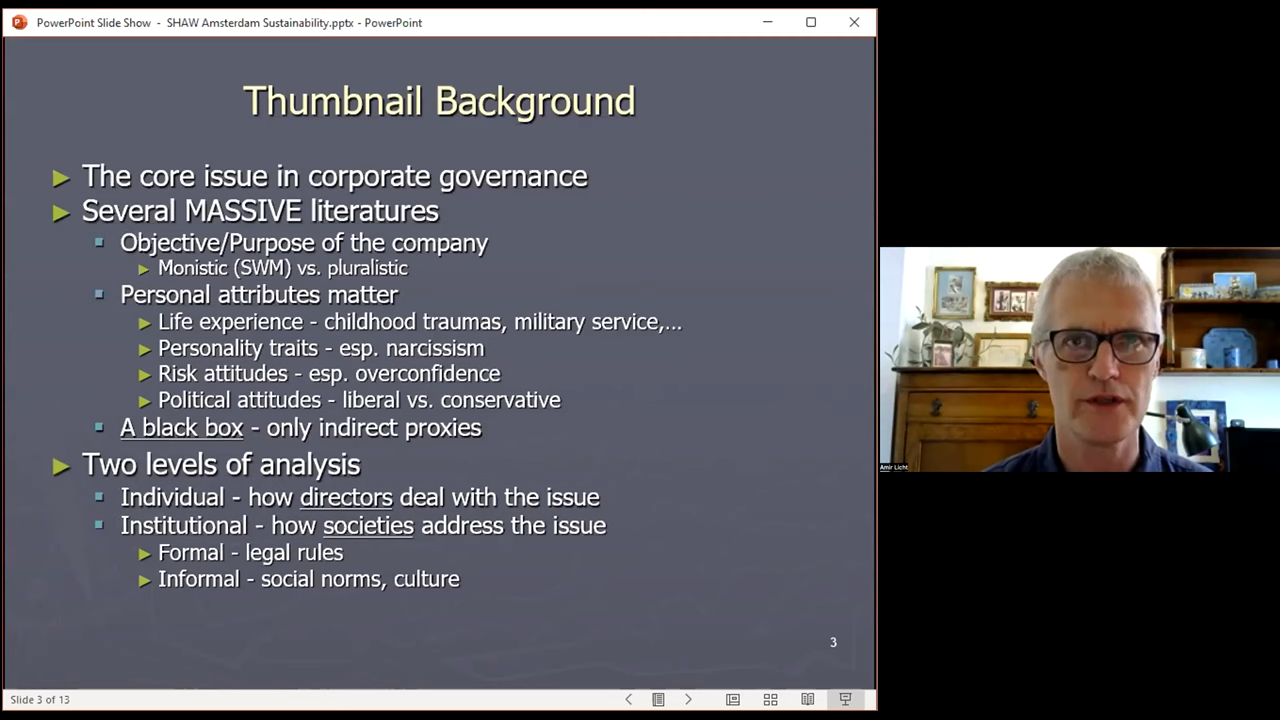 PowerPoint Slide Show - SHAW Amsterdam Sustainability.pptx - PowerPoint
Thumbnail Background
The core issue in corporate governance
Several MASSIVE literatures
Objective/Purpose of the company
Monistic (SWM) vs. pluralistic
Personal attributes matter
Life experience - childhood traumas, military service,...
Personality traits - esp. narcissism
Risk attitudes - esp. overconfidence
Political attitudes - liberal vs. conservative
A black box - only indirect proxies
Two levels of analysis
Individual - how directors deal with the issue
Institutional - how societies address the issue
Formal - legal rules
Informal - social norms, culture
3
Slide 3 of 13
Amir Licht